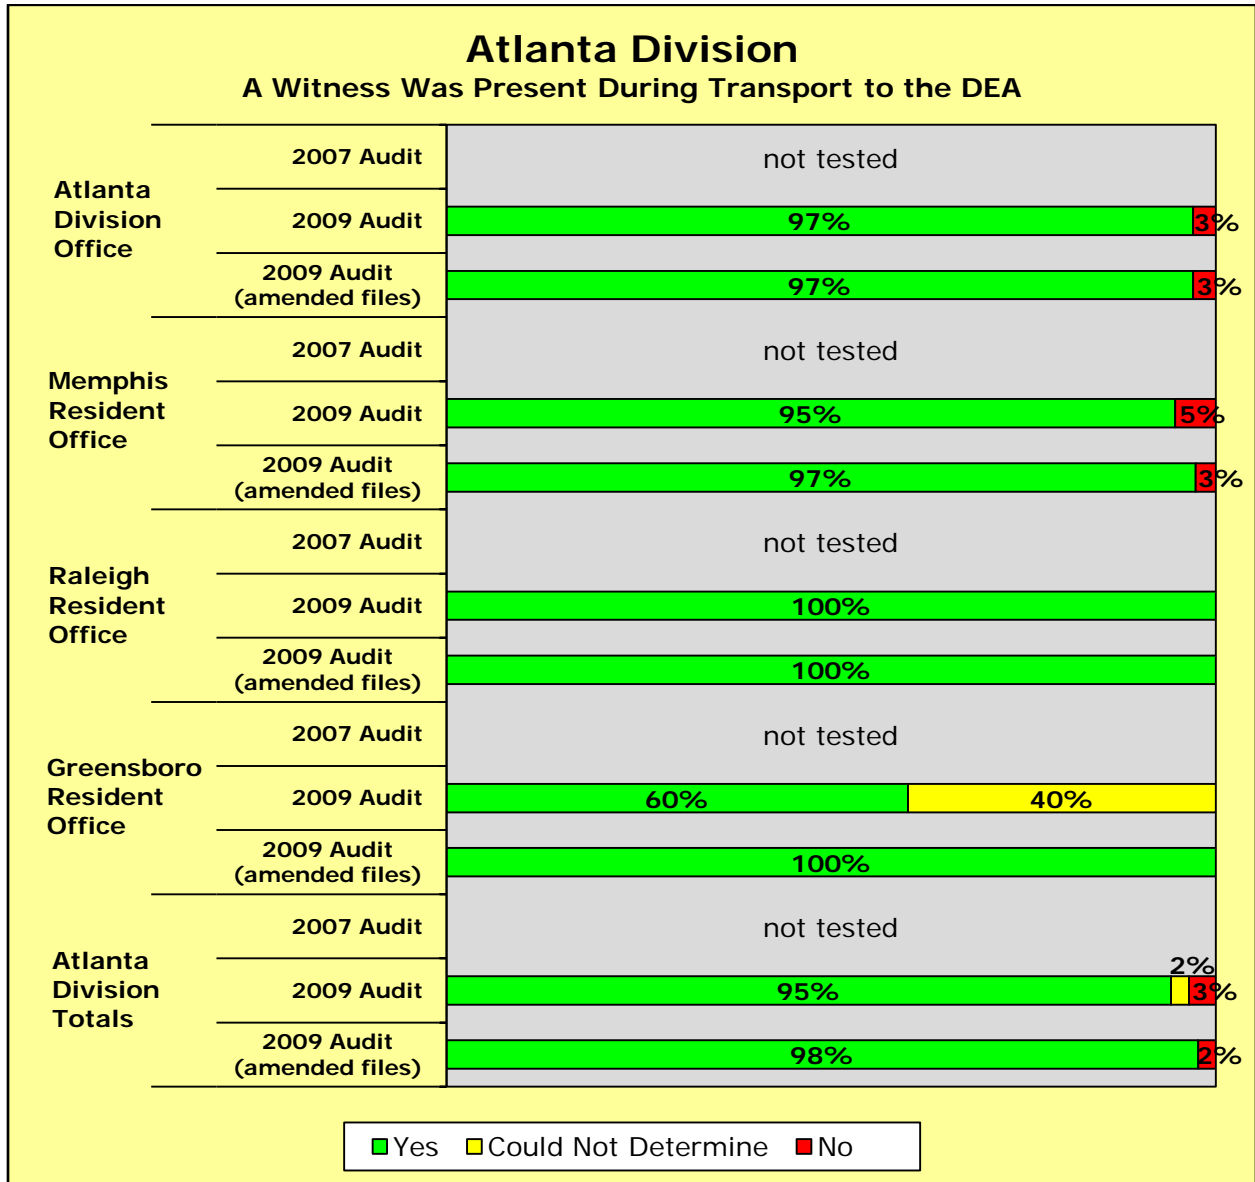 Atlanta Division
A Witness Was Present During Transport to the DEA
Atlanta
Division
Office
2007 Audit
not tested
2009 Audit
97%
3%
2009 Audit
(amended files)
97%
3%
Memphis
Resident
Office
2007 Audit
not tested
2009 Audit
95%
5%
2009 Audit
(amended files)
97%
3%
Raleigh
Resident
Office
2007 Audit
not tested
2009 Audit
100%
2009 Audit
(amended files)
100%
Greensboro
Resident
Office
2007 Audit
not tested
2009 Audit
60%
40%
2009 Audit
(amended files)
100%
Atlanta
Division
Totals
2007 Audit
not tested
2009 Audit
95%
2%
3%
2009 Audit
(amended files)
98%
2%
Yes
Could Not Determine
No